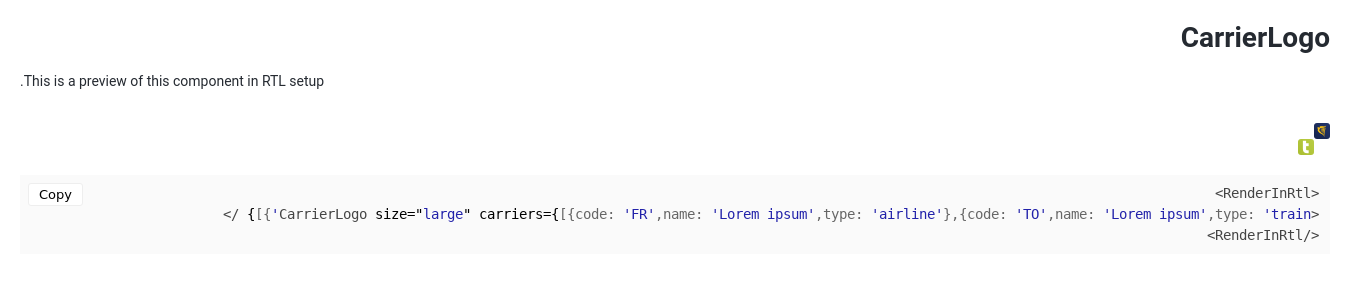 CarrierLogo
.This is a preview of this component in RTL setup
Copy
<RenderInRtl>
</ {[{'CarrierLogo size="large" carriers={[{code: 'FR',name: 'Lorem ipsum',type: 'airline'},{code: 'TO',name: 'Lorem ipsum',type: 'train>
<RenderInRtl/>